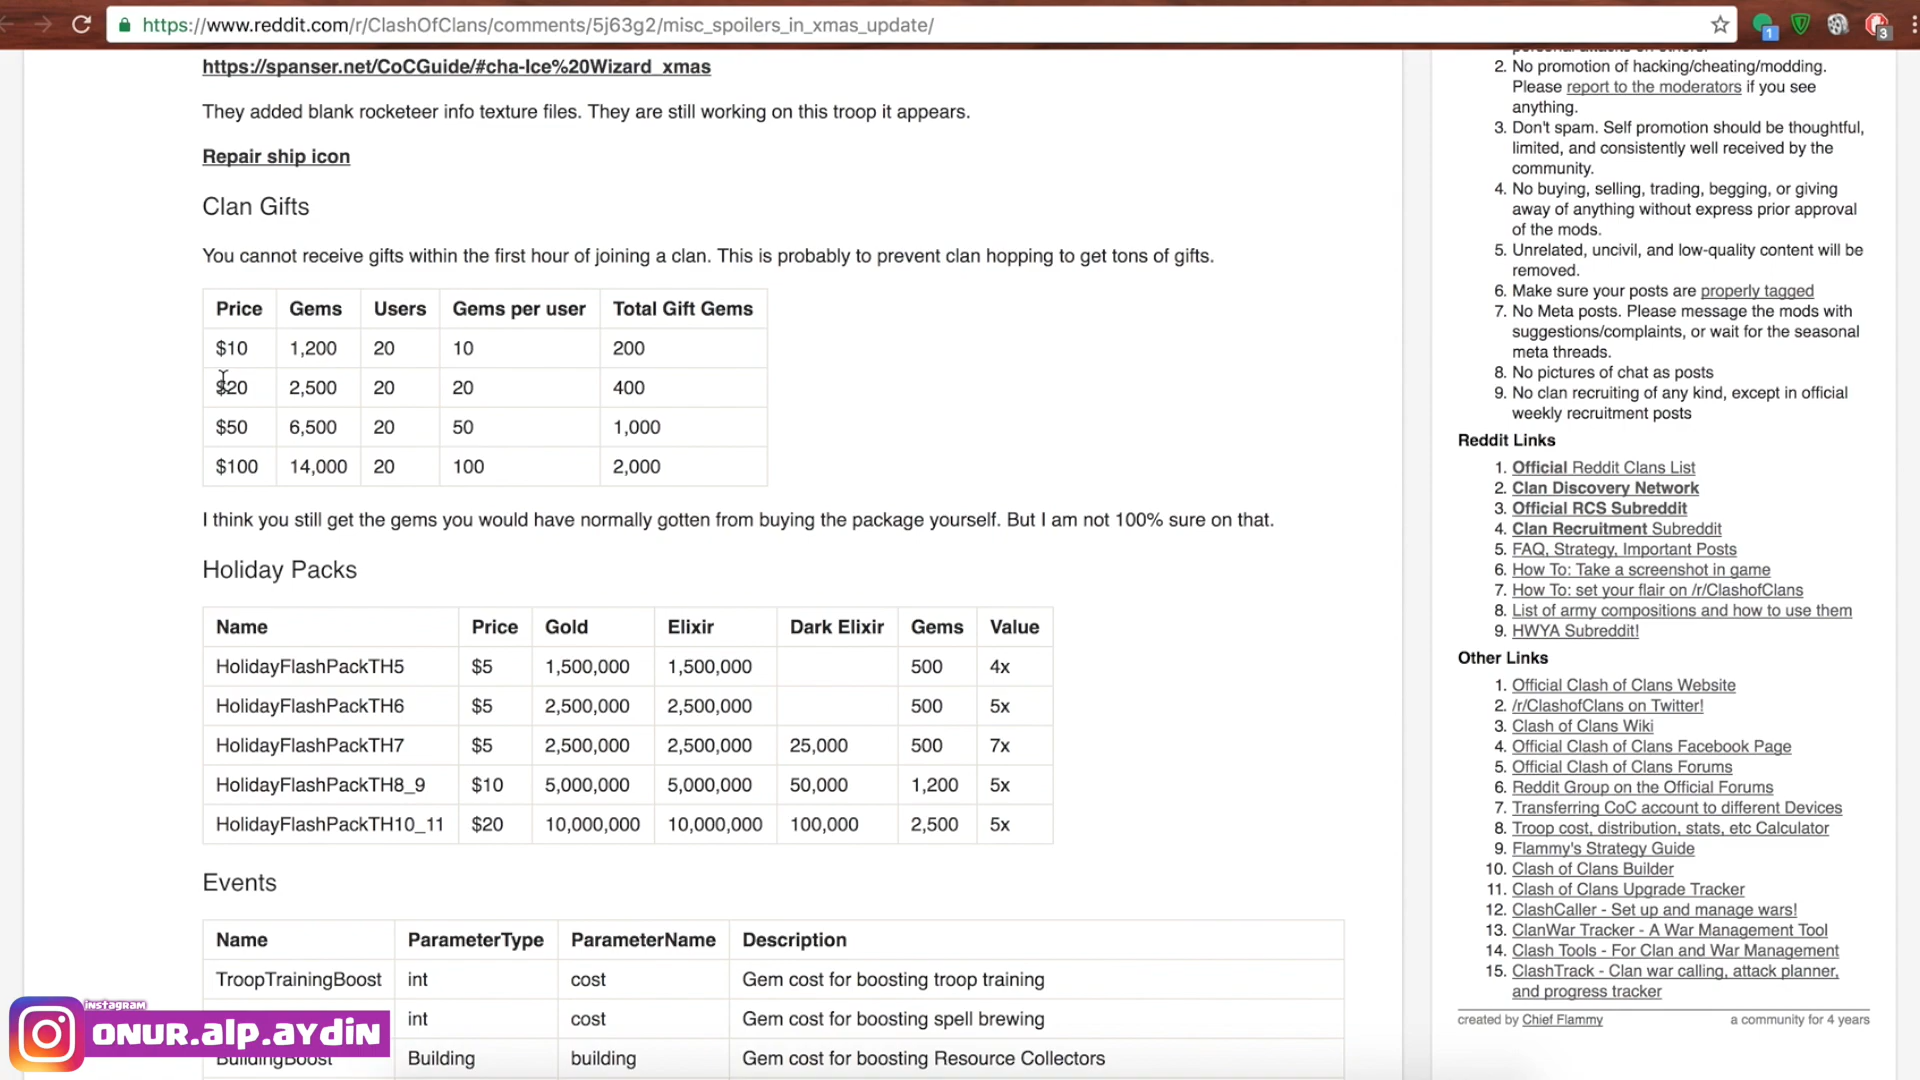 https://www.reddit.com/r/ClashOfClans/comments/5j63g2/misc_spoilers_in_xmas_update/
1
3
https://spanser.net/CoCGuide/#cha-Ice%20Wizard_xmas
They added blank rocketeer info texture files. They are still working on this troop it appears.
Repair ship icon
Clan Gifts
You cannot receive gifts within the first hour of joining a clan. This is probably to prevent clan hopping to get tons of gifts.
Price Gems Users Gems per user Total Gift Gems
$10 1,200 20 10 200
$20 2,500 20 20 400
$50 6,500 20 50 1,000
$100 14,000 20 100 2,000
I think you still get the gems you would have normally gotten from buying the package yourself. But I am not 100% sure on that.
Holiday Packs
Name Price Gold Elixir Dark Elixir Gems Value
HolidayFlashPackTH5 $5 1,500,000 1,500,000 500 4x
HolidayFlashPackTH6 $5 2,500,000 2,500,000 500 5x
HolidayFlashPackTH7 $5 2,500,000 2,500,000 25,000 500 7x
HolidayFlashPackTH8_9 $10 5,000,000 5,000,000 50,000 1,200 5x
HolidayFlashPackTH10_11 $20 10,000,000 10,000,000 100,000 2,500 5x
Events
Name ParameterType ParameterName Description
TroopTrainingBoost int cost Gem cost for boosting troop training
int cost Gem cost for boosting spell brewing
BuildingBoost Building building Gem cost for boosting Resource Collectors
instagram
onur.alp.aydin
personal attacks on others.
2. No promotion of hacking/cheating/modding.
Please report to the moderators if you see
anything.
3. Don't spam. Self promotion should be thoughtful,
limited, and consistently well received by the
community.
4. No buying, selling, trading, begging, or giving
away of anything without express prior approval
of the mods.
5. Unrelated, uncivil, and low-quality content will be
removed.
6. Make sure your posts are properly tagged
7. No Meta posts. Please message the mods with
suggestions/complaints, or wait for the seasonal
meta threads.
8. No pictures of chat as posts
9. No clan recruiting of any kind, except in official
weekly recruitment posts
Reddit Links
1. Official Reddit Clans List
2. Clan Discovery Network
3. Official RCS Subreddit
4. Clan Recruitment Subreddit
5. FAQ, Strategy, Important Posts
6. How To: Take a screenshot in game
7. How To: set your flair on /r/ClashofClans
8. List of army compositions and how to use them
9. HWYA Subreddit!
Other Links
1. Official Clash of Clans Website
2. /r/ClashofClans on Twitter!
3. Clash of Clans Wiki
4. Official Clash of Clans Facebook Page
5. Official Clash of Clans Forums
6. Reddit Group on the Official Forums
7. Transferring CoC account to different Devices
8. Troop cost, distribution, stats, etc Calculator
9. Flammy's Strategy Guide
10. Clash of Clans Builder
11. Clash of Clans Upgrade Tracker
12. ClashCaller - Set up and manage wars!
13. ClanWar Tracker - A War Management Tool
14. Clash Tools - For Clan and War Management
15. ClashTrack - Clan war calling, attack planner,
and progress tracker
created by Chief Flammy a community for 4 years